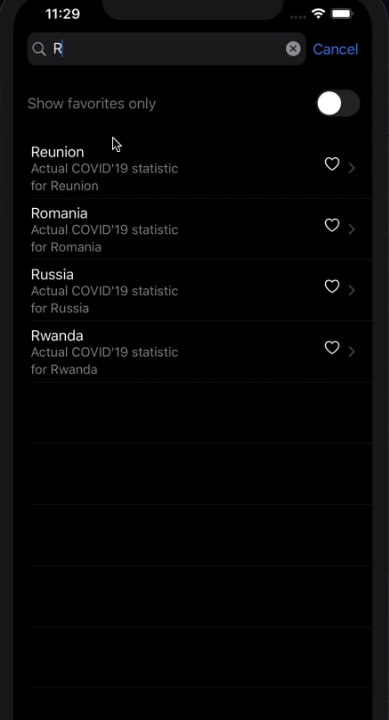 11:29
R
Cancel
Show favorites only
Reunion
Actual COVID'19 statistic
for Reunion
Romania
Actual COVID'19 statistic
for Romania
Russia
Actual COVID'19 statistic
for Russia
Rwanda
Actual COVID'19 statistic
for Rwanda